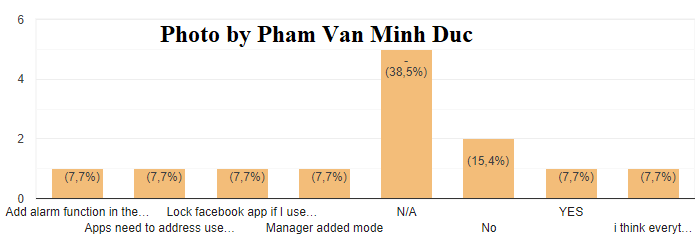 6
Photo by Pham Van Minh Duc
4
2
0
-
(38,5%)
(15,4%)
(7,7%)
(7,7%)
(7,7%)
(7,7%)
(7,7%)
(7,7%)
Add alarm function in the…
Lock facebook app if I use…
N/A
YES
Apps need to address use…
Manager added mode
No
i think everyt…